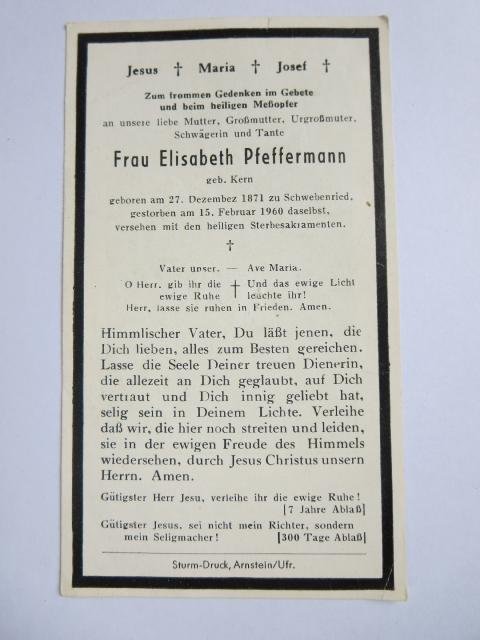 Jesus † Maria † Josef †
Zum frommen Gedenken im Gebete
und beim heiligen Meßopfer
an unsere liebe Mutter, Großmutter, Urgroßmuter,
Schwägerin und Tante
Frau Elisabeth Pfeffermann
geb. Kern
geboren am 27. Dezember 1871 zu Schwebenried,
gestorben am 15. Februar 1960 daselbst,
versehen mit den heiligen Sterbesakramenten.
†
Vater unser. — Ave Maria.
O Herr, gib ihr die † Und das ewige Licht
ewige Ruhe leuchte ihr!
Herr, lasse sie ruhen in Frieden. Amen.
Himmlischer Vater, Du läßt jenen, die
Dich lieben, alles zum Besten gereichen.
Lasse die Seele Deiner treuen Dienerin,
die allezeit an Dich geglaubt, auf Dich
vertraut und Dich innig geliebt hat,
selig sein in Deinem Lichte. Verleihe
daß wir, die hier noch streiten und leiden,
sie in der ewigen Freude des Himmels
wiedersehen, durch Jesus Christus unsern
Herrn. Amen.
Gütigster Herr Jesu, verleihe ihr die ewige Ruhe!
[7 Jahre Ablaß]
Gütigster Jesus, sei nicht mein Richter, sondern
mein Seligmacher! [300 Tage Ablaß]
Sturm-Druck, Arnstein/Ufr.